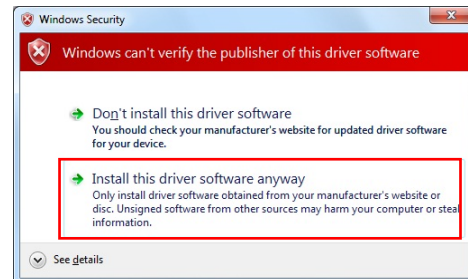 Windows Security
Windows can't verify the publisher of this driver software
Don't install this driver software
You should check your manufacturer's website for updated driver software
for your device.
Install this driver software anyway
Only install driver software obtained from your manufacturer's website or
disc. Unsigned software from other sources may harm your computer or steal
information.
See details